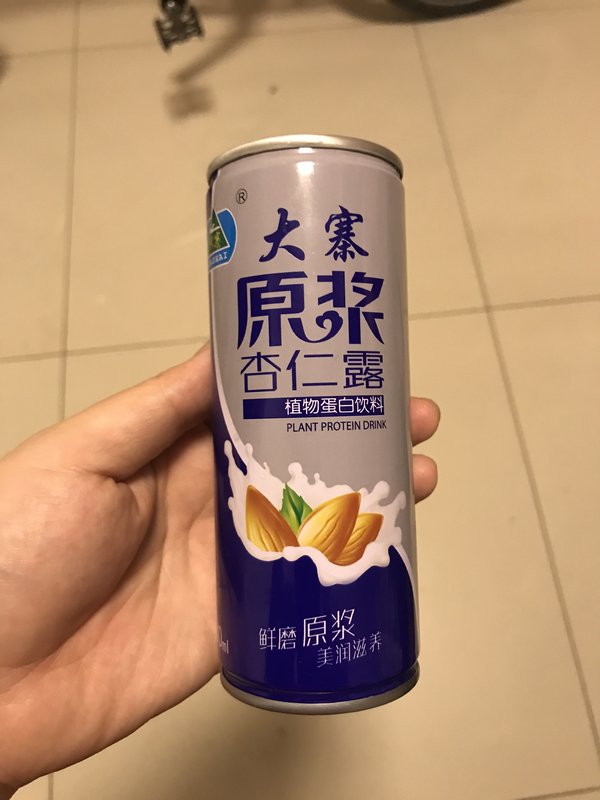 ®
大寨
原浆
杏仁露
植物蛋白饮料
PLANT PROTEIN DRINK
鲜磨原浆
美润滋养